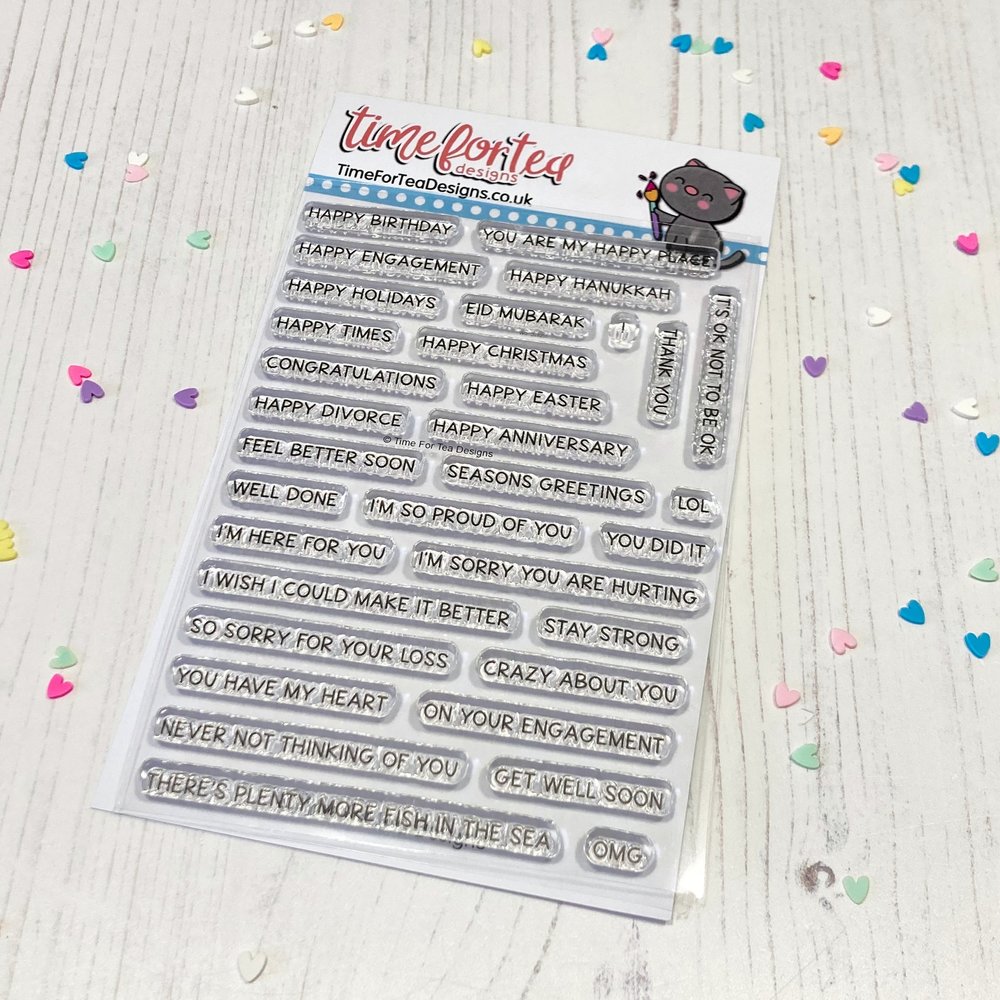 time for tea
designs
TimeForTeaDesigns.co.uk
HAPPY BIRTHDAY
YOU ARE MY HAPPY PLACE
HAPPY ENGAGEMENT
HAPPY HANUKKAH
HAPPY HOLIDAYS
EID MUBARAK
!
THANK YOU
IT'S OK NOT TO BE OK
HAPPY TIMES
HAPPY CHRISTMAS
CONGRATULATIONS
HAPPY EASTER
HAPPY DIVORCE
HAPPY ANNIVERSARY
© Time For Tea Designs
FEEL BETTER SOON
SEASONS GREETINGS
LOL
WELL DONE
I'M SO PROUD OF YOU
YOU DID IT
I'M HERE FOR YOU
I'M SORRY YOU ARE HURTING
I WISH I COULD MAKE IT BETTER
STAY STRONG
SO SORRY FOR YOUR LOSS
CRAZY ABOUT YOU
YOU HAVE MY HEART
ON YOUR ENGAGEMENT
NEVER NOT THINKING OF YOU
GET WELL SOON
THERE'S PLENTY MORE FISH IN THE SEA
OMG